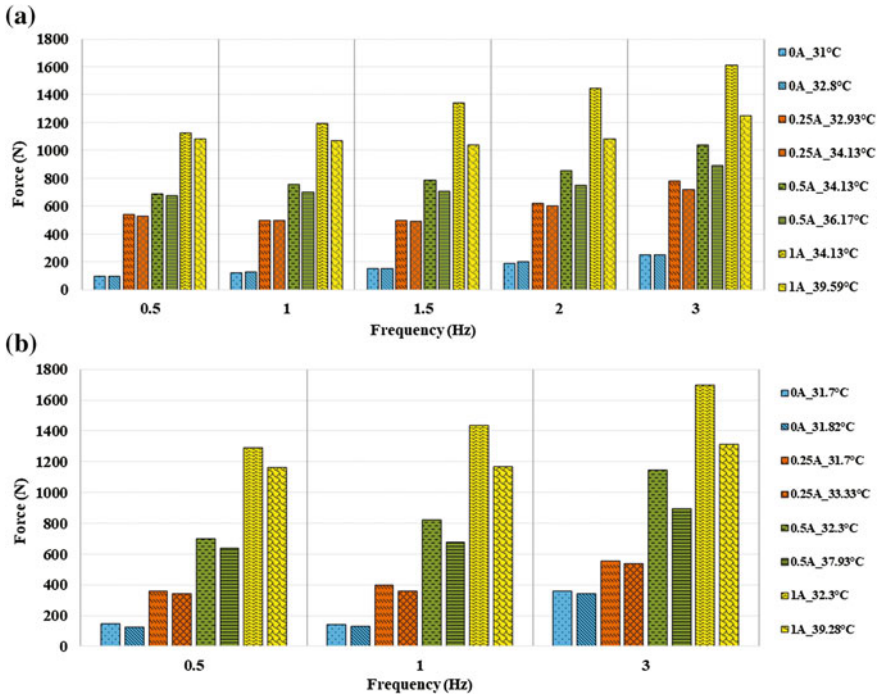 (a)
1800
1600
1400
1200
1000
800
600
400
200
0
Force (N)
0.5 1 1.5 2 3
Frequency (Hz)
0A_31°C
0A_32.8°C
0.25A_32.93°C
0.25A_34.13°C
0.5A_34.13°C
0.5A_36.17°C
1A_34.13°C
1A_39.59°C
(b)
1800
1600
1400
1200
1000
800
600
400
200
0
Force (N)
0.5 1 3
Frequency (Hz)
0A_31.7°C
0A_31.82°C
0.25A_31.7°C
0.25A_33.33°C
0.5A_32.3°C
0.5A_37.93°C
1A_32.3°C
1A_39.28°C